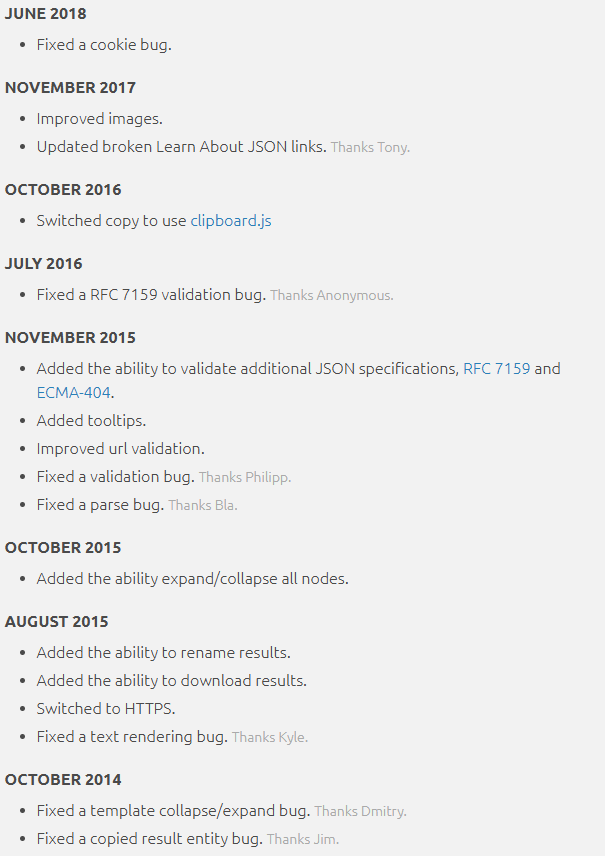 JUNE 2018
• Fixed a cookie bug.
NOVEMBER 2017
• Improved images.
• Updated broken Learn About JSON links. Thanks Tony.
OCTOBER 2016
• Switched copy to use clipboard.js
JULY 2016
• Fixed a RFC 7159 validation bug. Thanks Anonymous.
NOVEMBER 2015
• Added the ability to validate additional JSON specifications, RFC 7159 and
ECMA-404.
• Added tooltips.
• Improved url validation.
• Fixed a validation bug. Thanks Philipp.
• Fixed a parse bug. Thanks Bla.
OCTOBER 2015
• Added the ability expand/collapse all nodes.
AUGUST 2015
• Added the ability to rename results.
• Added the ability to download results.
• Switched to HTTPS.
• Fixed a text rendering bug. Thanks Kyle.
OCTOBER 2014
• Fixed a template collapse/expand bug. Thanks Dmitry.
• Fixed a copied result entity bug. Thanks Jim.